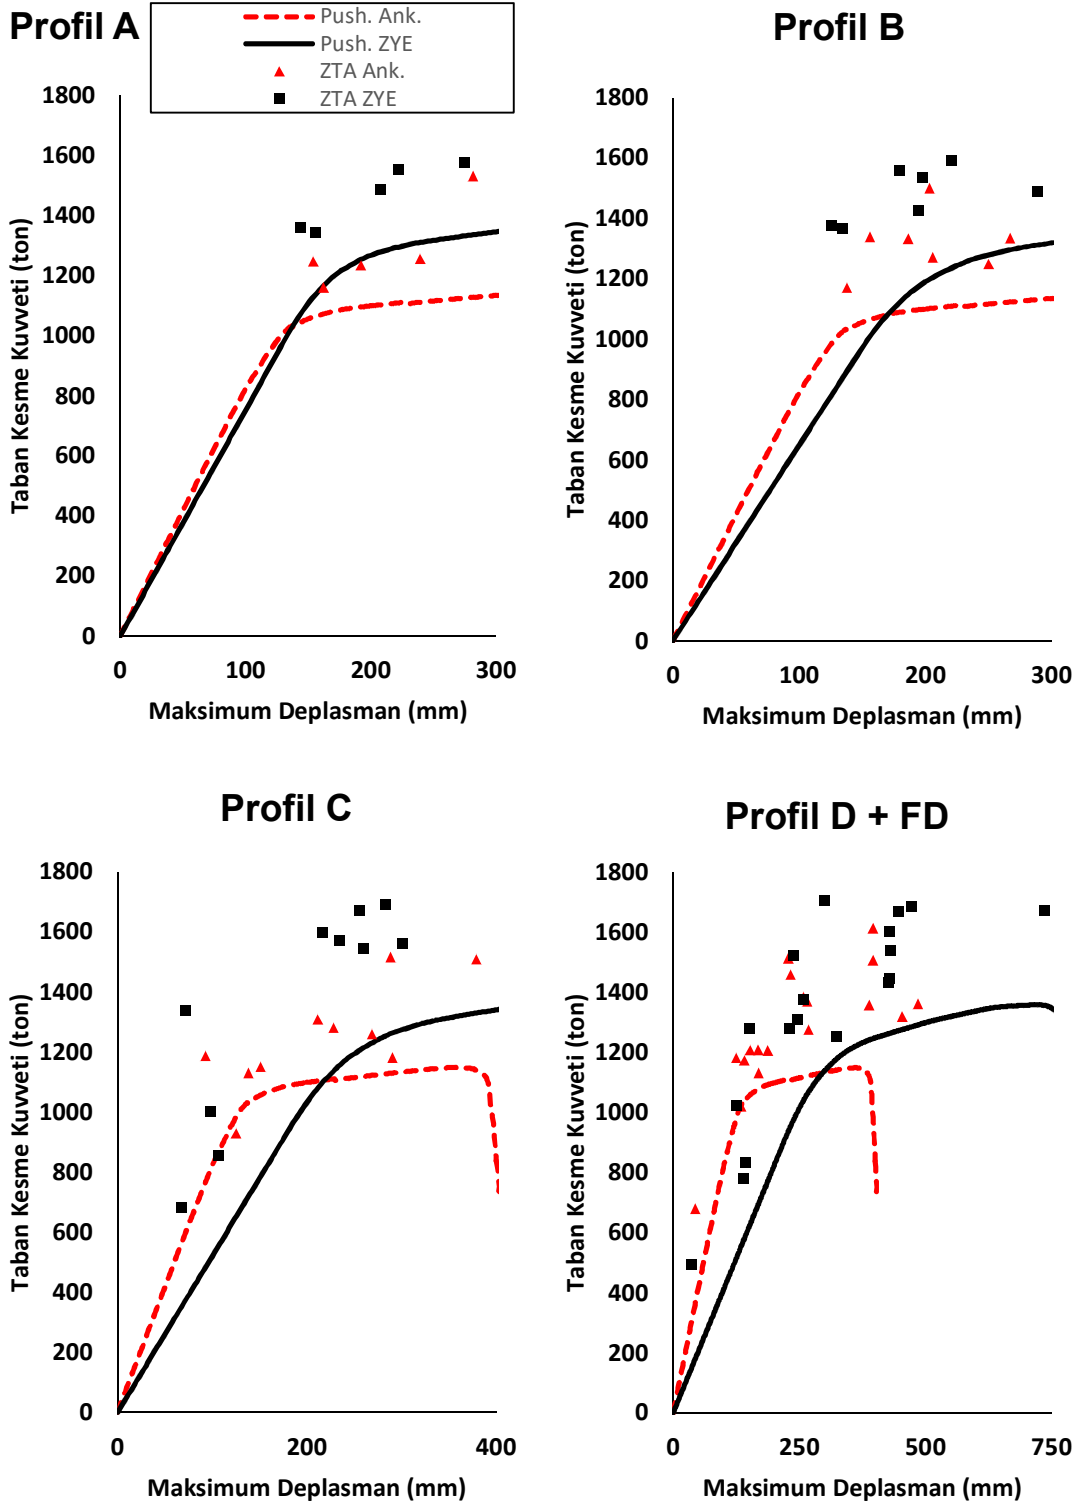 Profil A
Push. Ank.
Push. ZYE
ZTA Ank.
ZTA ZYE
Taban Kesme Kuvveti (ton)
1800
1600
1400
1200
1000
800
600
400
200
0
0 100 200 300
Maksimum Deplasman (mm)
Profil B
Taban Kesme Kuvveti (ton)
1800
1600
1400
1200
1000
800
600
400
200
0
0 100 200 300
Maksimum Deplasman (mm)
Profil C
Taban Kesme Kuvveti (ton)
1800
1600
1400
1200
1000
800
600
400
200
0
0 200 400
Maksimum Deplasman (mm)
Profil D + FD
Taban Kesme Kuvveti (ton)
1800
1600
1400
1200
1000
800
600
400
200
0
0 250 500 750
Maksimum Deplasman (mm)